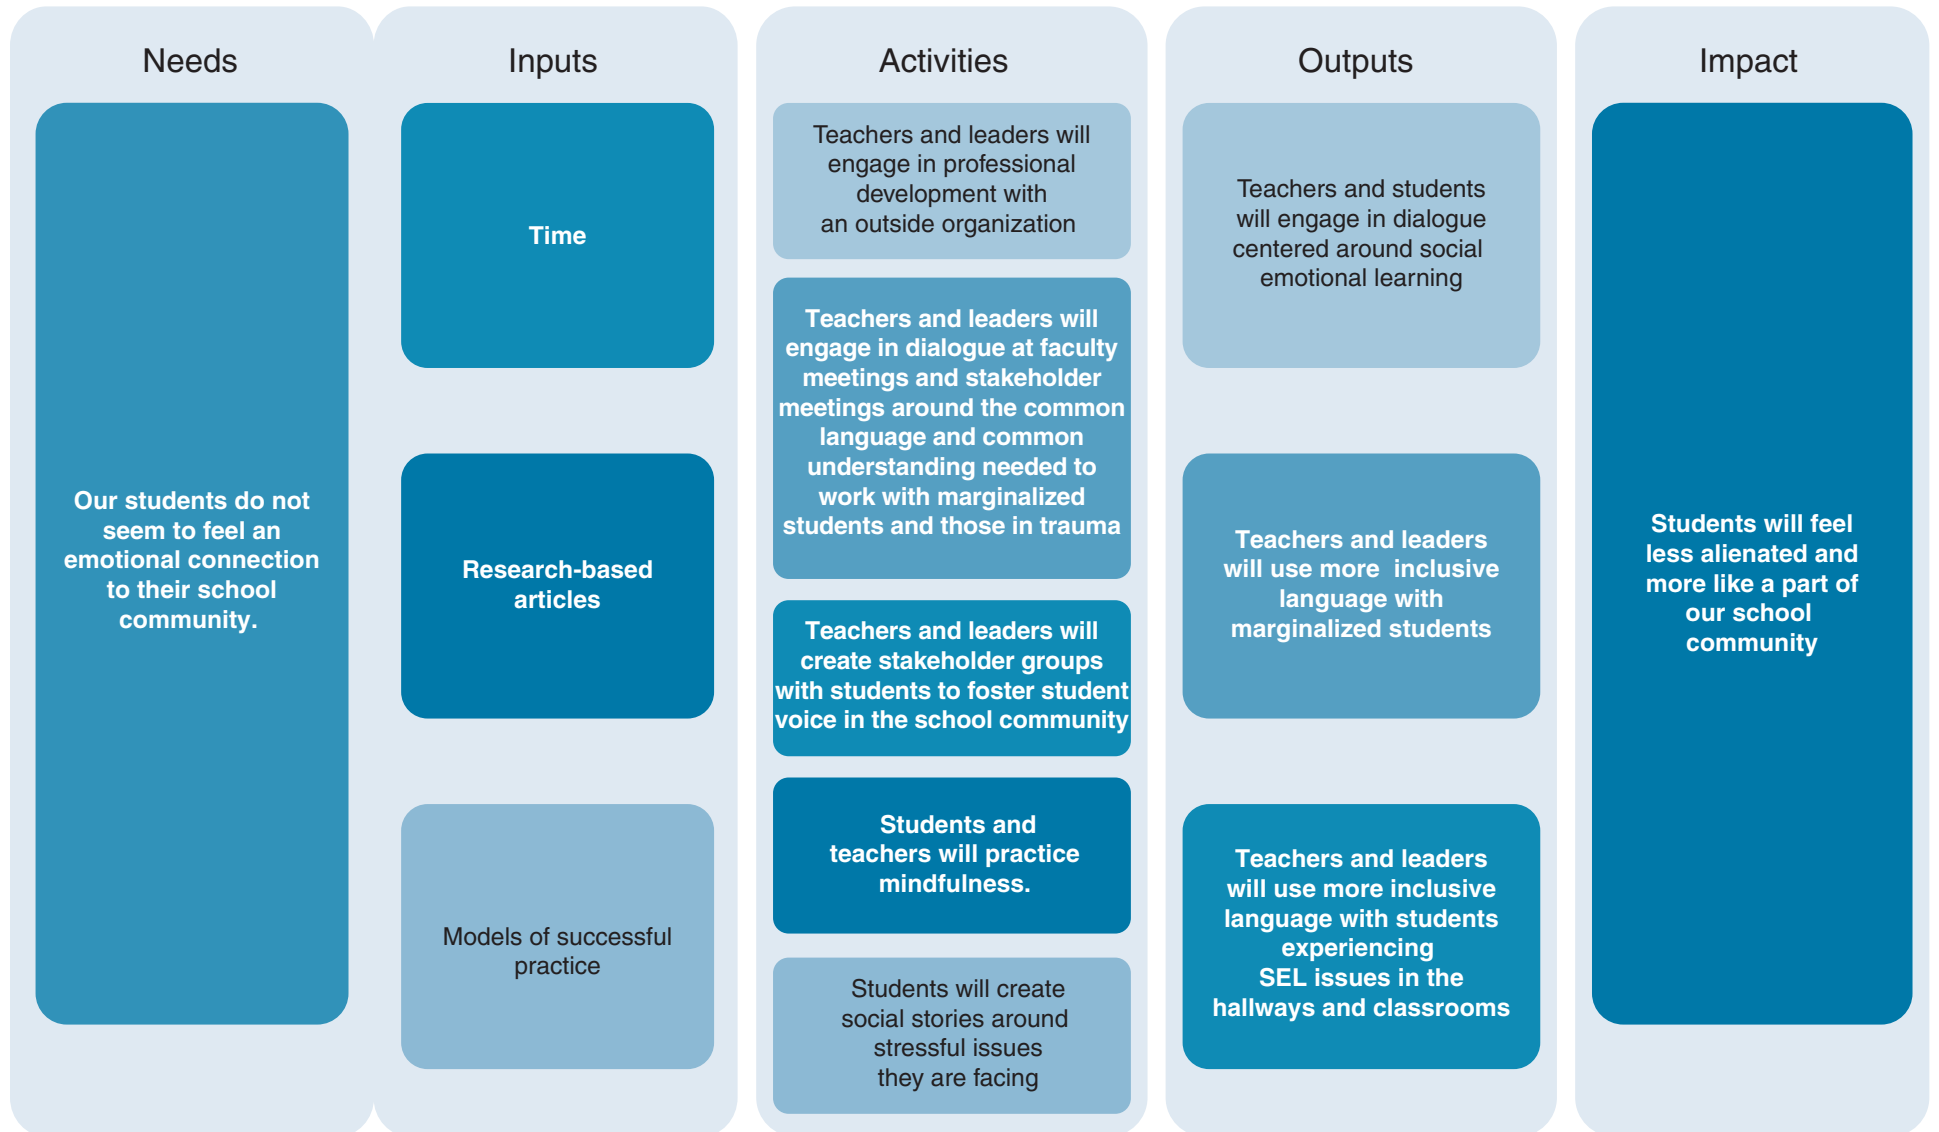 Needs
Our students do not
seem to feel an
emotional connection
to their school
community.
Inputs
Time
Research-based
articles
Models of successful
practice
Activities
Teachers and leaders will
engage in professional
development with
an outside organization
Teachers and leaders will
engage in dialogue at faculty
meetings and stakeholder
meetings around the common
language and common
understanding needed to
work with marginalized
students and those in trauma
Teachers and leaders will
create stakeholder groups
with students to foster student
voice in the school community
Students and
teachers will practice
mindfulness.
Students will create
social stories around
stressful issues
they are facing
Outputs
Teachers and students
will engage in dialogue
centered around social
emotional learning
Teachers and leaders
will use more inclusive
language with
marginalized students
Teachers and leaders
will use more inclusive
language with students
experiencing
SEL issues in the
hallways and classrooms
Impact
Students will feel
less alienated and
more like a part of
our school
community